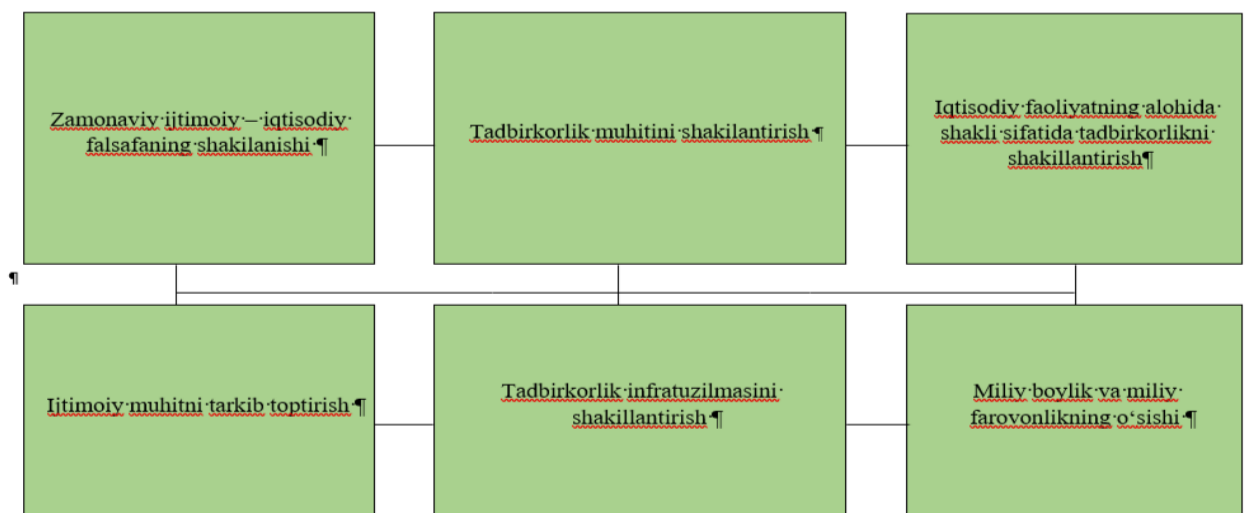 Zamonaviy ijtimoiy – iqtisodiy
falsafaning shakilanishi ¶
Tadbirkorlik muhitini shakilantirish ¶
Iqtisodiy faoliyatning alohida
shakli sifatida tadbirkorlikni
shakillantirish¶
¶
Ijtimoiy muhitni tarkib toptirish ¶
Tadbirkorlik infratuzilmasini
shakillantirish ¶
Miliy boylik va miliy
farovonlikning o‘sishi ¶